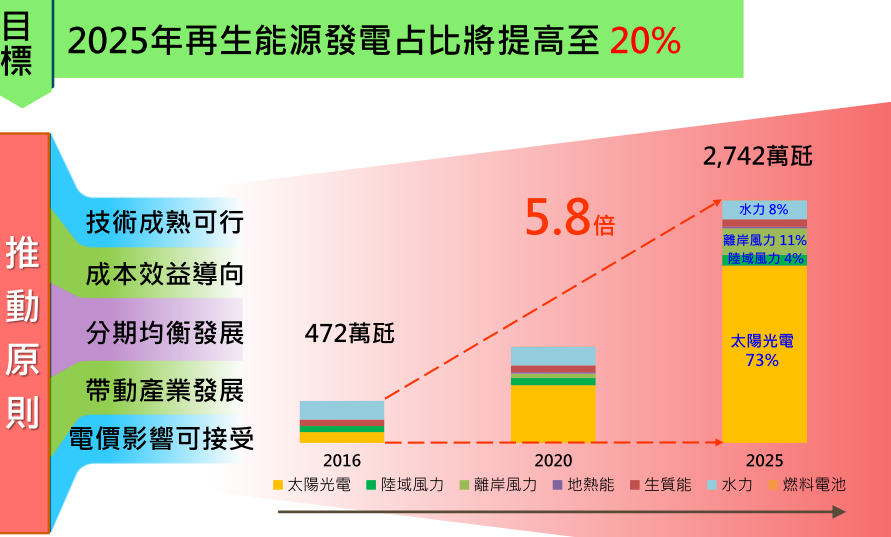 目標
2025年再生能源發電占比將提高至 20%
推動原則
技術成熟可行
成本效益導向
分期均衡發展
帶動產業發展
電價影響可接受
472萬瓩
5.8倍
2,742萬瓩
水力 8%
離岸風力 11%
陸域風力 4%
太陽光電
73%
2016
2020
2025
太陽光電
陸域風力
離岸風力
地熱能
生質能
水力
燃料電池